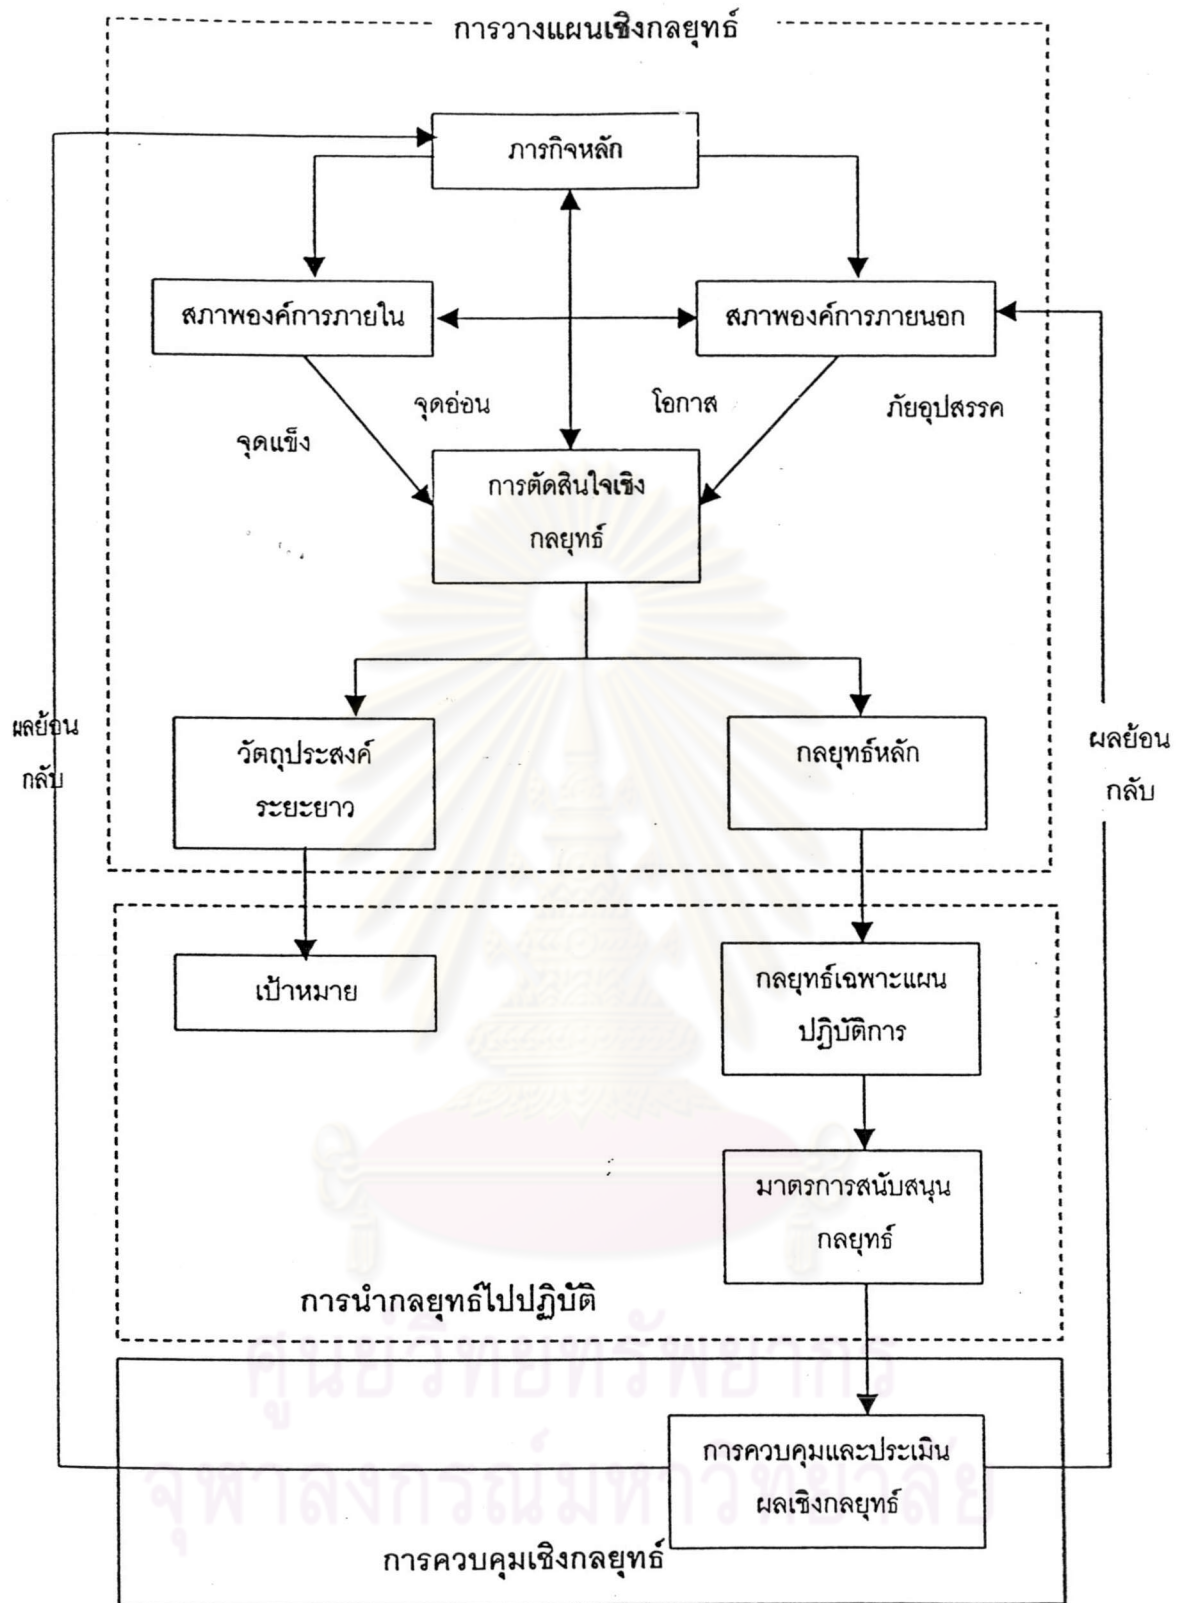 การวางแผนเชิงกลยุทธ์
ภารกิจหลัก
สภาพองค์การภายใน
สภาพองค์การภายนอก
จุดอ่อน
โอกาส
ภัยอุปสรรค
จุดแข็ง
การตัดสินใจเชิง
กลยุทธ์
ผลย้อน
กลับ
วัตถุประสงค์
ระยะยาว
กลยุทธ์หลัก
ผลย้อน
กลับ
เป้าหมาย
กลยุทธ์เฉพาะแผน
ปฏิบัติการ
มาตรการสนับสนุน
กลยุทธ์
การนำกลยุทธ์ไปปฏิบัติ
ศูนย์วิทยทรัพยากร
จุฬาลงกรณ์มหาวิทยาลัย
การควบคุมและประเมิน
ผลเชิงกลยุทธ์
การควบคุมเชิงกลยุทธ์